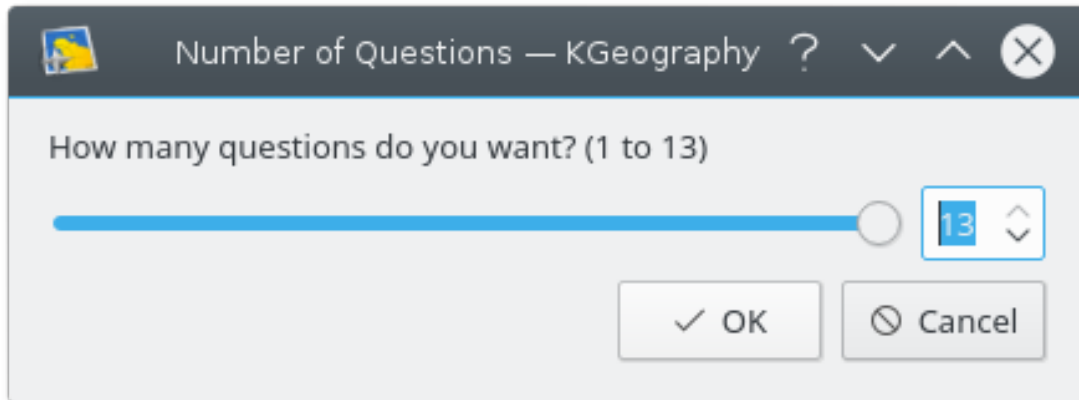 Number of Questions — KGeography ?
How many questions do you want? (1 to 13)
13
OK Cancel